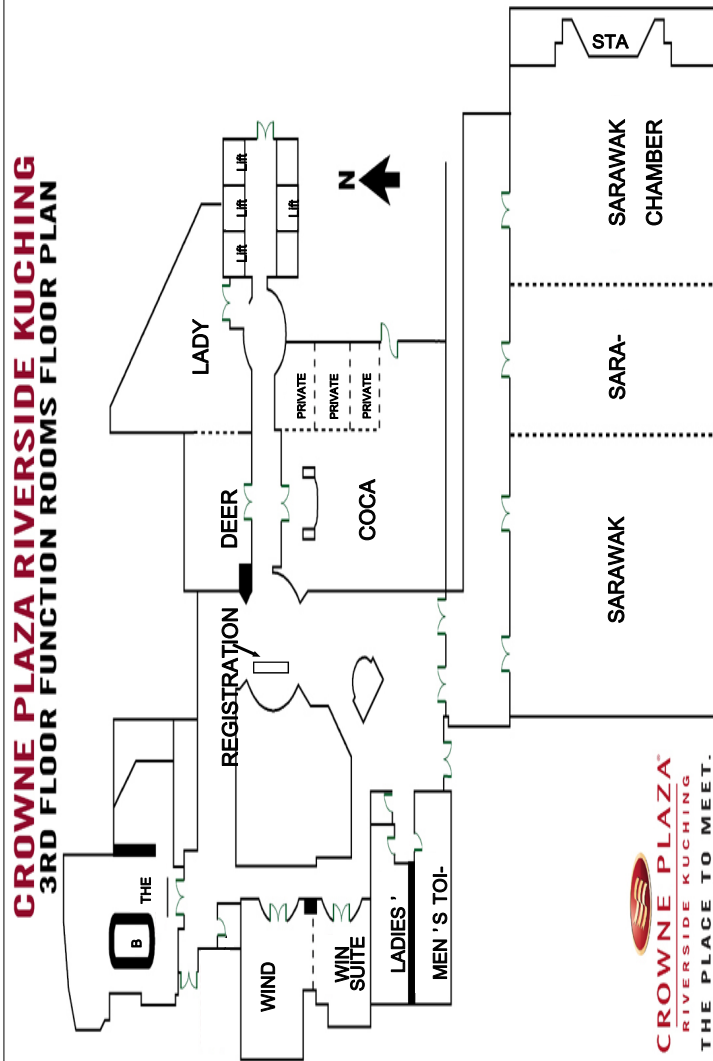 CROWNE PLAZA RIVERSIDE KUCHING
3RD FLOOR FUNCTION ROOMS FLOOR PLAN
STA
SARAWAK
CHAMBER
SARA-
SARAWAK
Lift
Lift
Lift
Lift
N
LADY
PRIVATE
PRIVATE
PRIVATE
DEER
COCA
REGISTRATION
THE
B
WIND
WIN
SUITE
LADIES '
MEN ' S TOI-
CROWNE PLAZA
RIVERSIDE KUCHING
THE PLACE TO MEET.